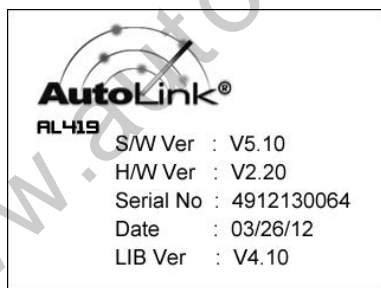 AutoLink®
AL419
S/W Ver : V5.10
H/W Ver : V2.20
Serial No : 4912130064
Date : 03/26/12
LIB Ver : V4.10